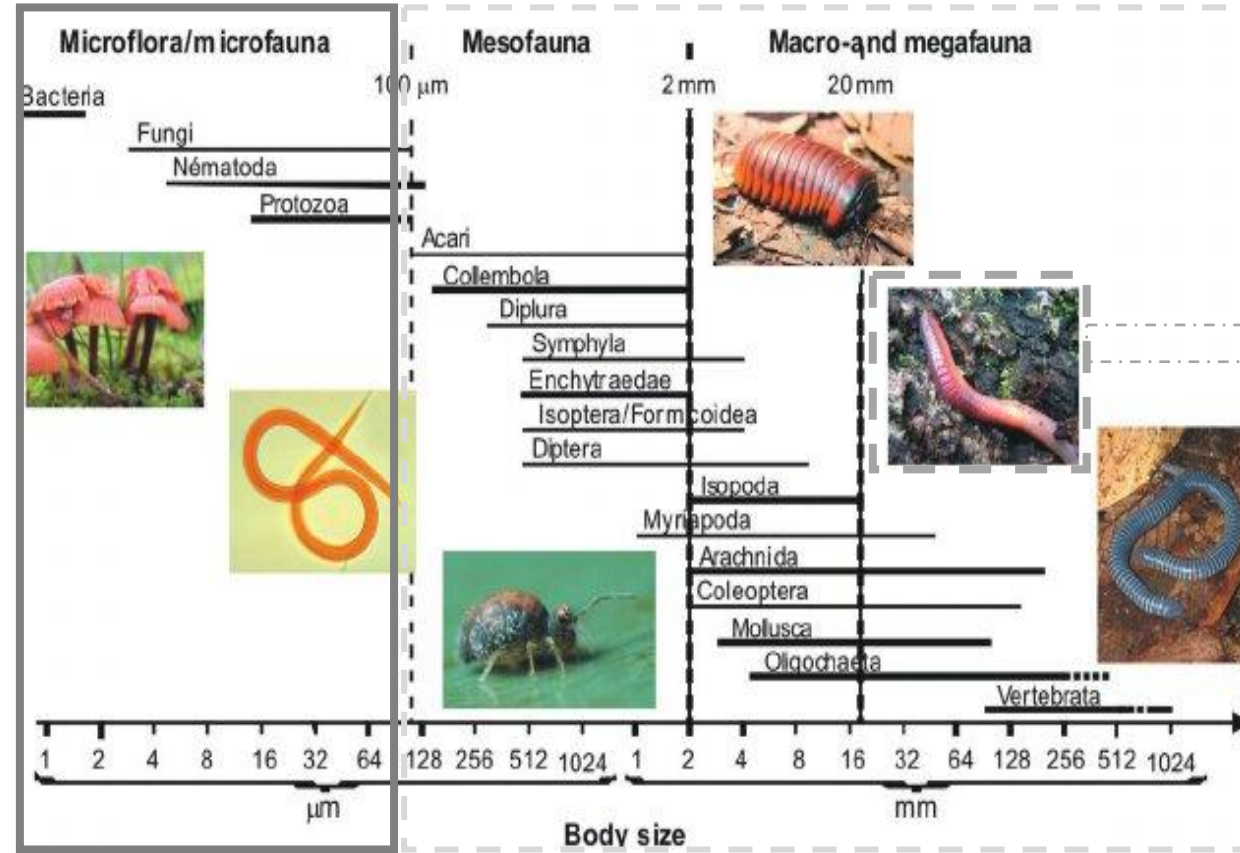 Microflora/microfauna
Mesofauna
Macro-and megafauna
100 µm
2 mm
20 mm
Bacteria
Fungi
Nématoda
Protozoa
Acari
Collembola
Diplura
Symphyla
Enchytraedae
Isoptera/Formicoidea
Diptera
Isopoda
Myriapoda
Arachnida
Coleoptera
Mollusca
Oligochaeta
Vertebrata
1 2 4 8 16 32 64 128 256 512 1024 1 2 4 8 16 32 64 128 256 512 1024
µm
mm
Body size